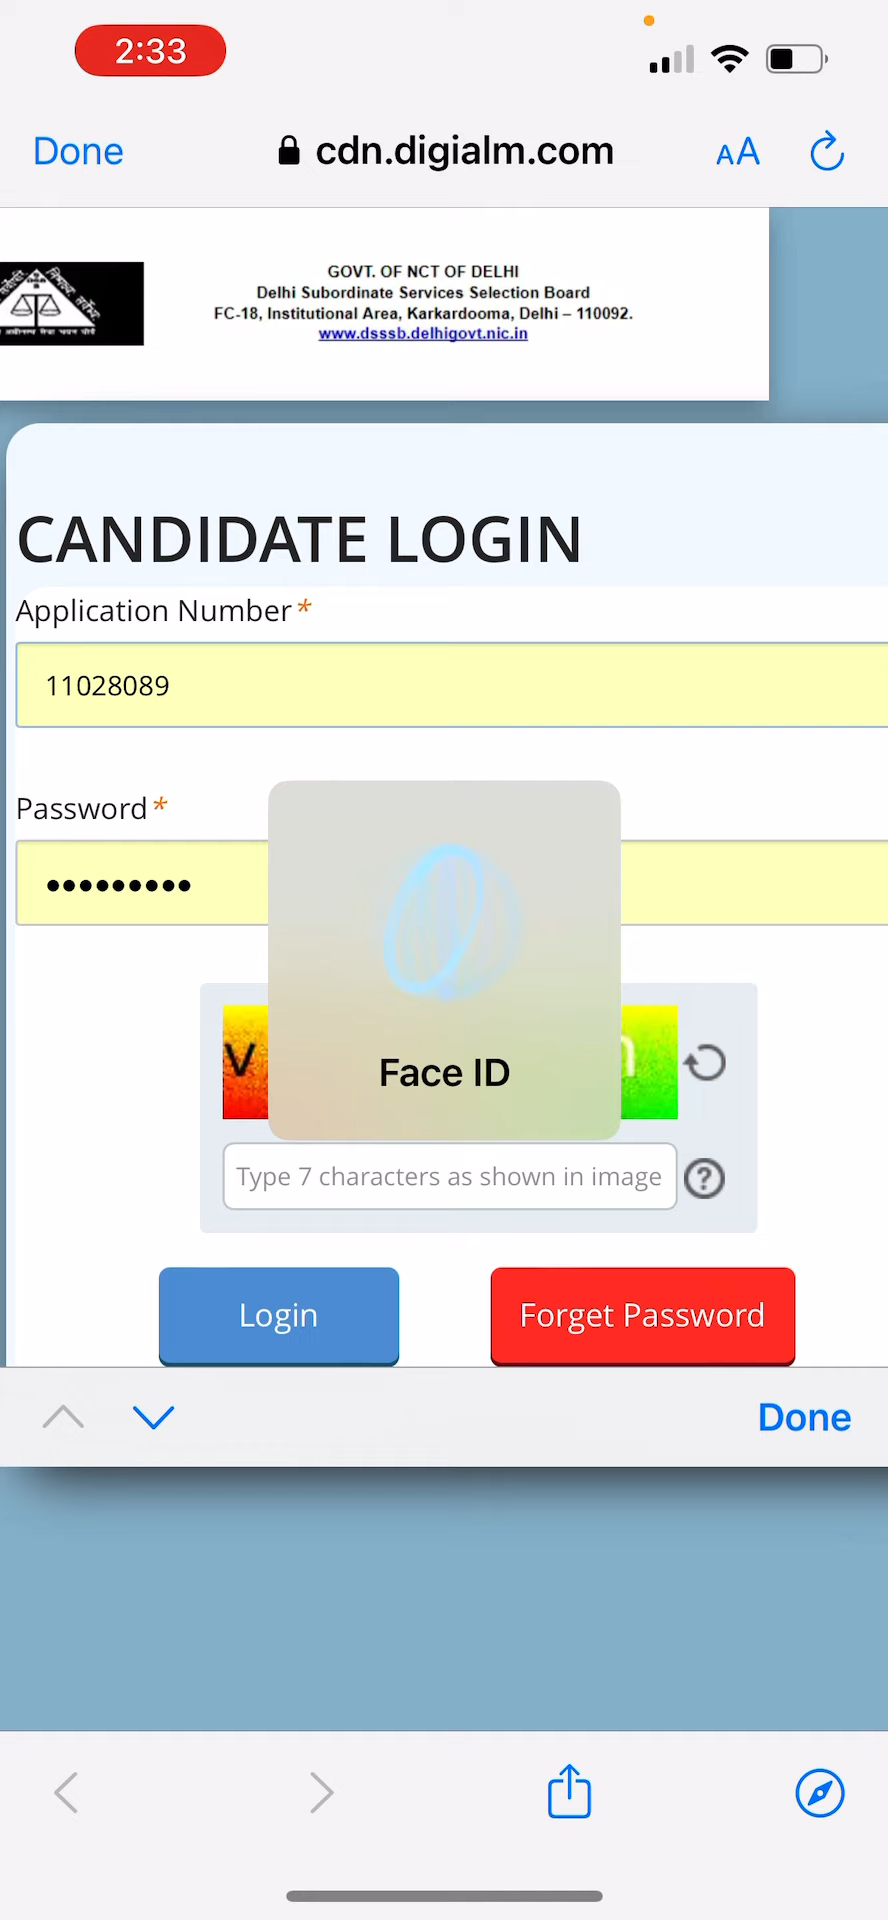 2:33
Done
cdn.digialm.com
AA
GOVT. OF NCT OF DELHI
Delhi Subordinate Services Selection Board
FC-18, Institutional Area, Karkardooma, Delhi – 110092.
www.dsssb.delhigovt.nic.in
CANDIDATE LOGIN
Application Number*
11028089
Password*
•••••••••
V
Face ID
Type 7 characters as shown in image
?
Login
Forget Password
Done